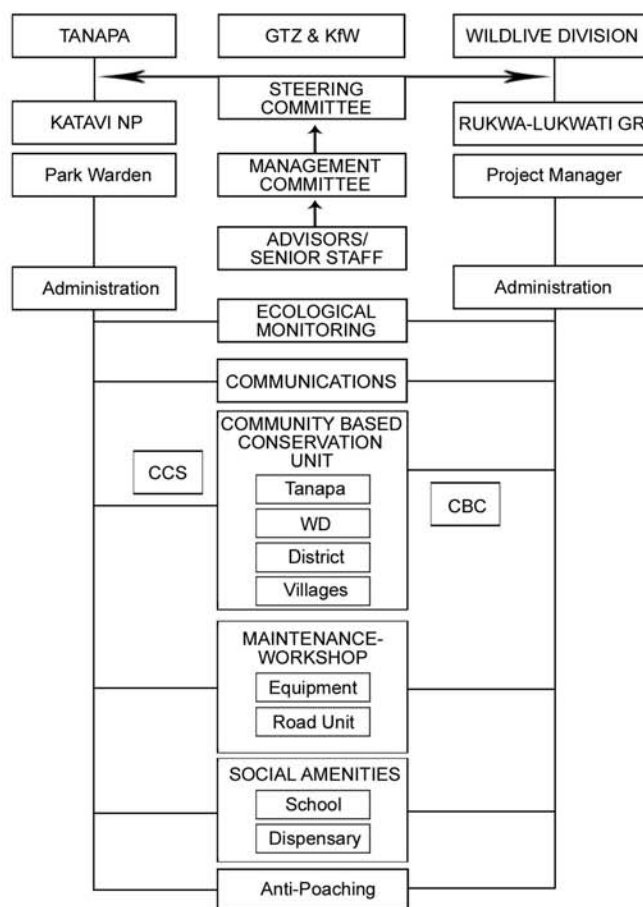 TANAPA
GTZ & KfW
WILDLIVE DIVISION
STEERING
COMMITTEE
KATAVI NP
RUKWA-LUKWATI GR
Park Warden
MANAGEMENT
COMMITTEE
Project Manager
ADVISORS/
SENIOR STAFF
Administration
Administration
ECOLOGICAL
MONITORING
COMMUNICATIONS
COMMUNITY BASED
CONSERVATION
UNIT
CCS
Tanapa
CBC
WD
District
Villages
MAINTENANCE-
WORKSHOP
Equipment
Road Unit
SOCIAL AMENITIES
School
Dispensary
Anti-Poaching